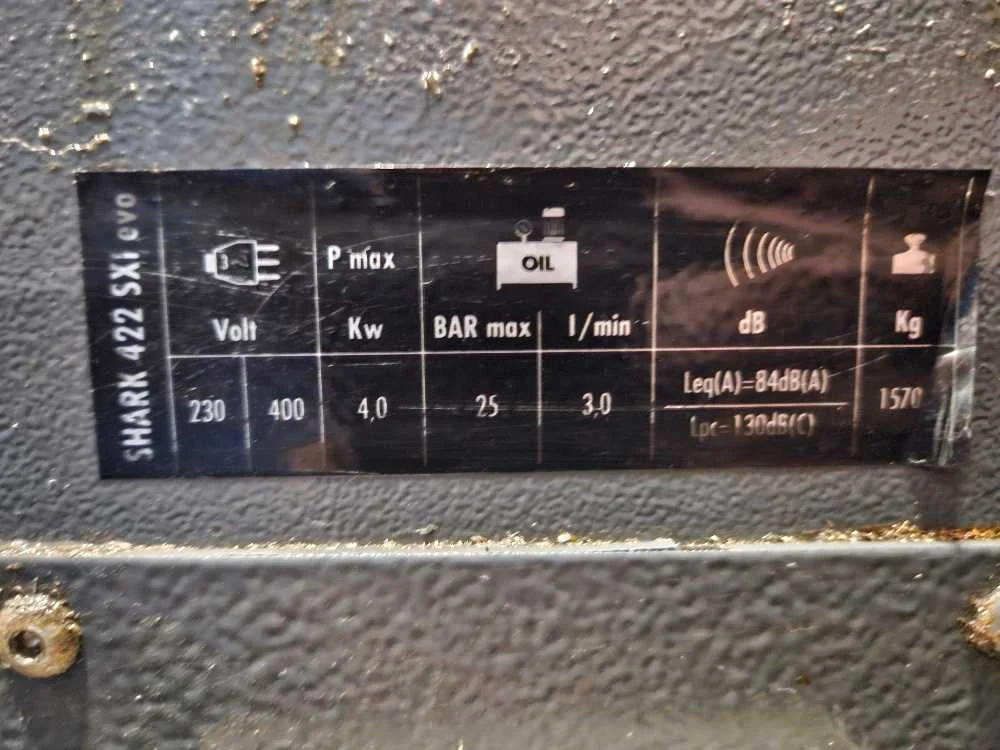 SHARK 422 SXI evo
P max
OIL
Volt Kw BAR max l/min dB Kg
230 400 4,0 25 3,0 Leq(A)=84dB(A) 1570
Lpc=130dB(C)